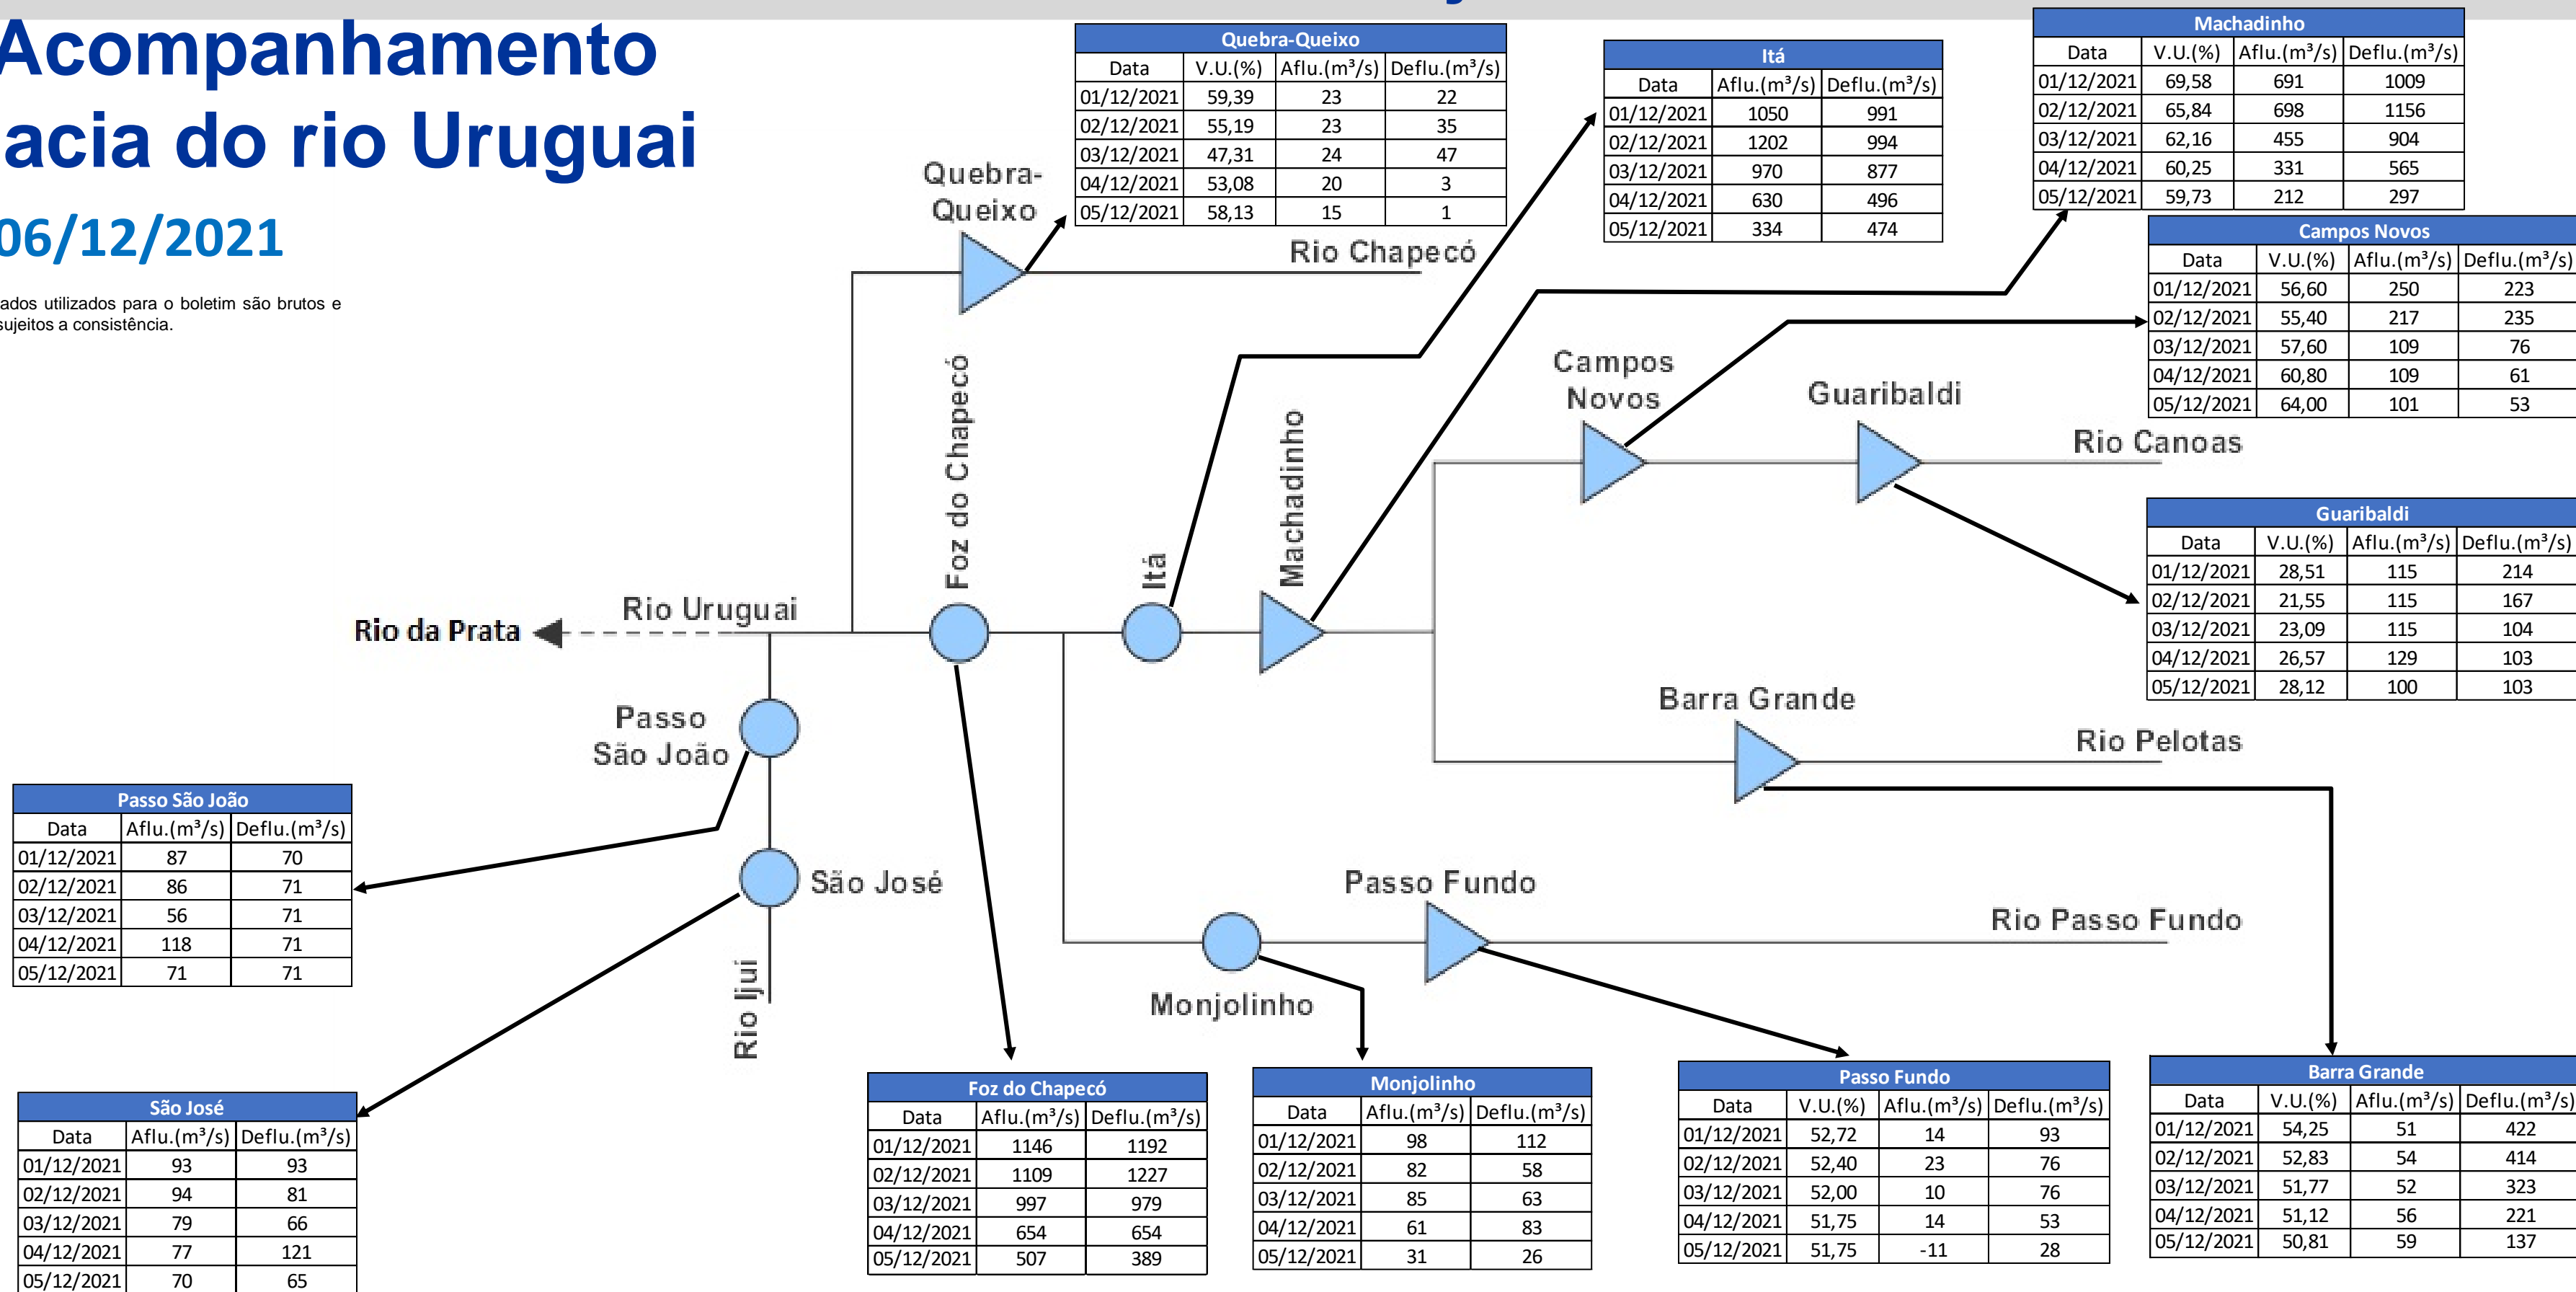 Acompanhamento
acia do rio Uruguai
06/12/2021
ados utilizados para o boletim são brutos e
sujeitos a consistência.
Quebra-Queixo
Data V.U.(%) Aflu.(m³/s) Deflu.(m³/s)
01/12/2021 59,39 23 22
02/12/2021 55,19 23 35
03/12/2021 47,31 24 47
04/12/2021 53,08 20 3
05/12/2021 58,13 15 1
Itá
Data Aflu.(m³/s) Deflu.(m³/s)
01/12/2021 1050 991
02/12/2021 1202 994
03/12/2021 970 877
04/12/2021 630 496
05/12/2021 334 474
Machadinho
Data V.U.(%) Aflu.(m³/s) Deflu.(m³/s)
01/12/2021 69,58 691 1009
02/12/2021 65,84 698 1156
03/12/2021 62,16 455 904
04/12/2021 60,25 331 565
05/12/2021 59,73 212 297
Campos Novos
Data V.U.(%) Aflu.(m³/s) Deflu.(m³/s)
01/12/2021 56,60 250 223
02/12/2021 55,40 217 235
03/12/2021 57,60 109 76
04/12/2021 60,80 109 61
05/12/2021 64,00 101 53
Quebra-
Queixo
Rio Chapecó
Foz do Chapecó
Itá
Machadinho
Campos
Novos
Guaribaldi
Rio Canoas
Guaribaldi
Data V.U.(%) Aflu.(m³/s) Deflu.(m³/s)
01/12/2021 28,51 115 214
02/12/2021 21,55 115 167
03/12/2021 23,09 115 104
04/12/2021 26,57 129 103
05/12/2021 28,12 100 103
Rio da Prata
Rio Uruguai
Barra Grande
Rio Pelotas
Passo
São João
São José
Rio Ijuí
Passo Fundo
Rio Passo Fundo
Monjolinho
Passo São João
Data Aflu.(m³/s) Deflu.(m³/s)
01/12/2021 87 70
02/12/2021 86 71
03/12/2021 56 71
04/12/2021 118 71
05/12/2021 71 71
São José
Data Aflu.(m³/s) Deflu.(m³/s)
01/12/2021 93 93
02/12/2021 94 81
03/12/2021 79 66
04/12/2021 77 121
05/12/2021 70 65
Foz do Chapecó
Data Aflu.(m³/s) Deflu.(m³/s)
01/12/2021 1146 1192
02/12/2021 1109 1227
03/12/2021 997 979
04/12/2021 654 654
05/12/2021 507 389
Monjolinho
Data Aflu.(m³/s) Deflu.(m³/s)
01/12/2021 98 112
02/12/2021 82 58
03/12/2021 85 63
04/12/2021 61 83
05/12/2021 31 26
Passo Fundo
Data V.U.(%) Aflu.(m³/s) Deflu.(m³/s)
01/12/2021 52,72 14 93
02/12/2021 52,40 23 76
03/12/2021 52,00 10 76
04/12/2021 51,75 14 53
05/12/2021 51,75 -11 28
Barra Grande
Data V.U.(%) Aflu.(m³/s) Deflu.(m³/s)
01/12/2021 54,25 51 422
02/12/2021 52,83 54 414
03/12/2021 51,77 52 323
04/12/2021 51,12 56 221
05/12/2021 50,81 59 137